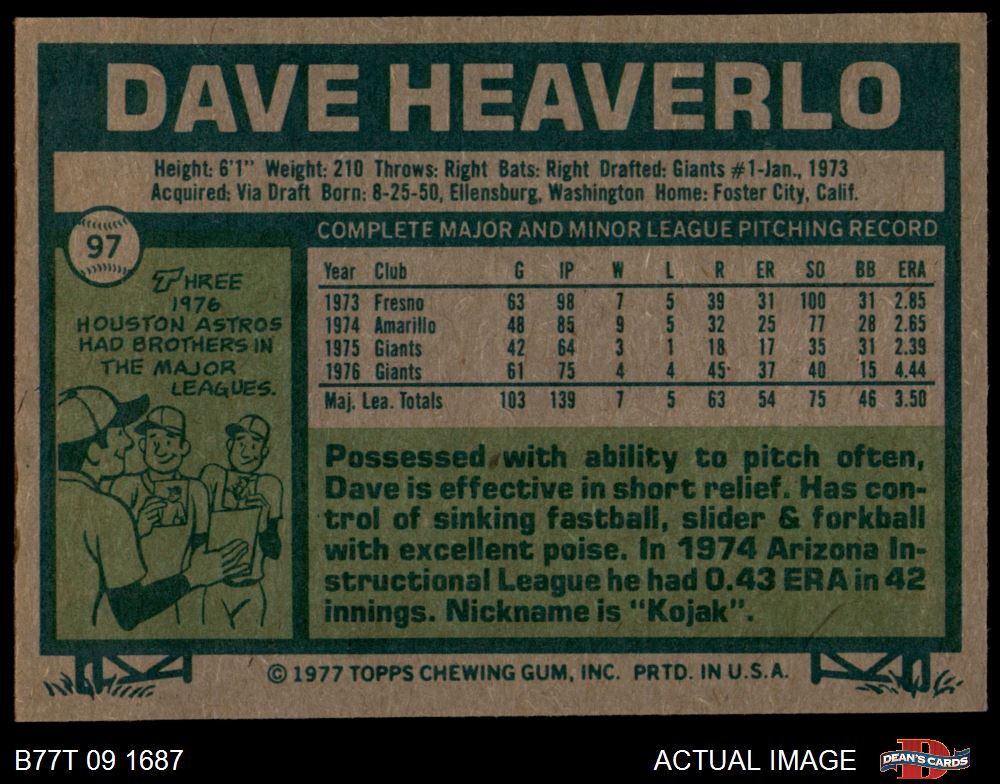 DAVE HEAVERLO
Height: 6'1" Weight: 210 Throws: Right Bats: Right Drafted: Giants #1-Jan., 1973
Acquired: Via Draft Born: 8-25-50, Ellensburg, Washington Home: Foster City, Calif.
97
THREE
1976
HOUSTON ASTROS
HAD BROTHERS IN
THE MAJOR
LEAGUES.
COMPLETE MAJOR AND MINOR LEAGUE PITCHING RECORD
Year Club G IP W L R ER SO BB ERA
1973 Fresno 63 98 7 5 39 31 100 31 2.85
1974 Amarillo 48 85 9 5 32 25 77 28 2.65
1975 Giants 42 64 3 1 18 17 35 31 2.39
1976 Giants 61 75 4 4 45 37 40 15 4.44
Maj. Lea. Totals 103 139 7 5 63 54 75 46 3.50
Possessed with ability to pitch often,
Dave is effective in short relief. Has con-
trol of sinking fastball, slider & forkball
with excellent poise. In 1974 Arizona In-
structional League he had 0.43 ERA in 42
innings. Nickname is "Kojak".
© 1977 TOPPS CHEWING GUM, INC. PRTD. IN U.S.A.
B77T 09 1687
ACTUAL IMAGE
D
DEAN'S CARDS